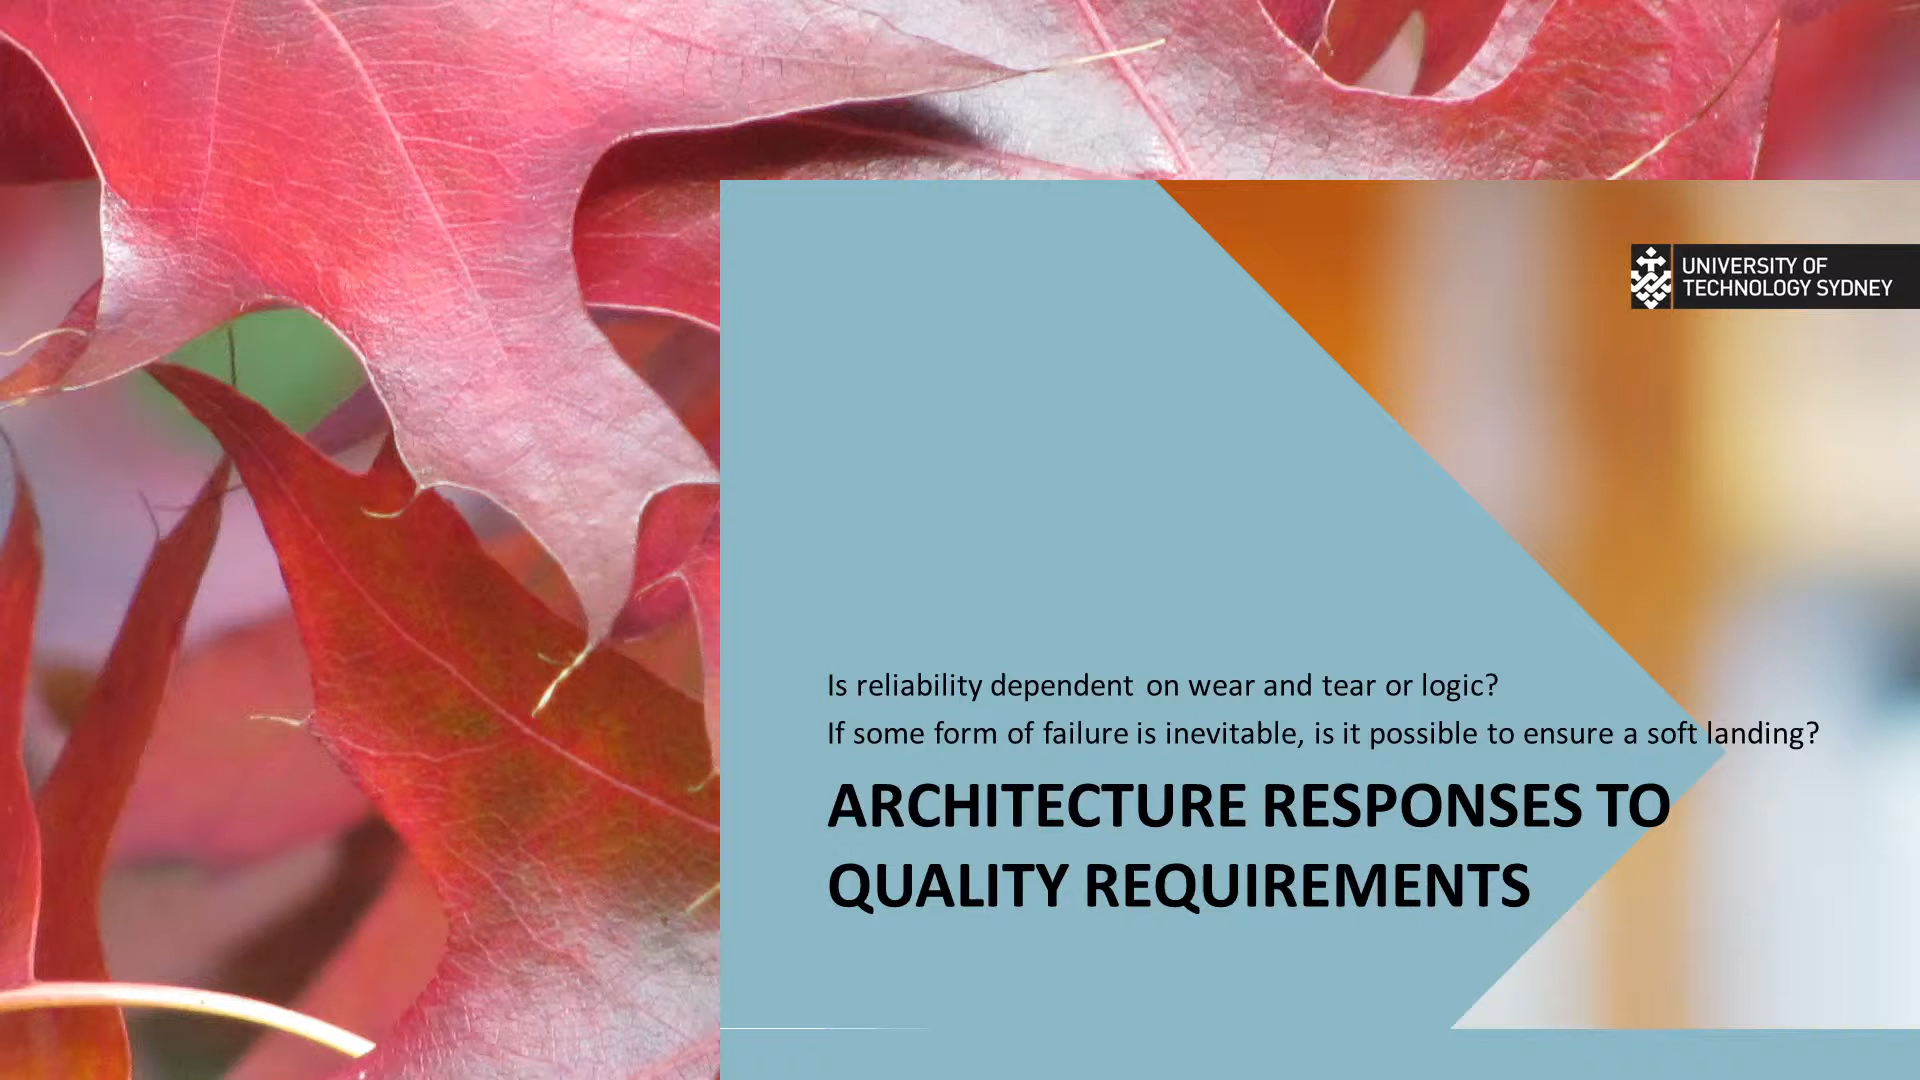 UNIVERSITY OF
TECHNOLOGY SYDNEY
Is reliability dependent on wear and tear or logic?
If some form of failure is inevitable, is it possible to ensure a soft landing?
ARCHITECTURE RESPONSES TO
QUALITY REQUIREMENTS